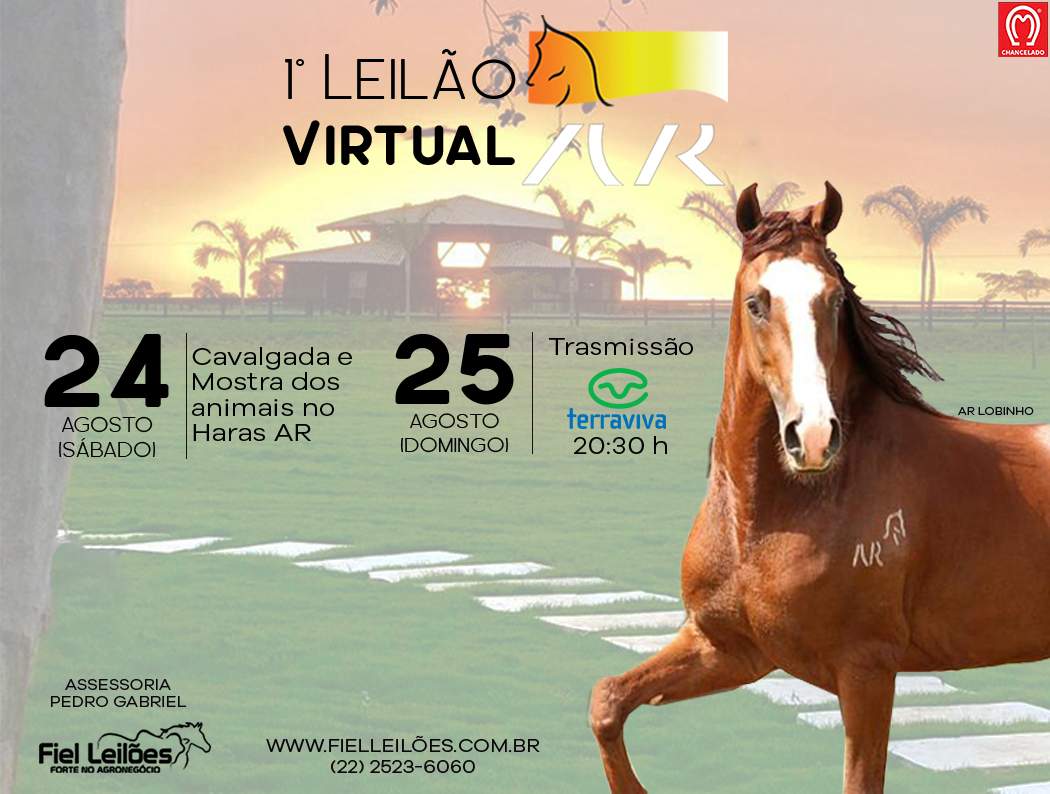 1° LEILÃO
VIRTUAL AR
M
CHANCELADO
24
AGOSTO
(SÁBADO)
Cavalgada e
Mostra dos
animais no
Haras AR
25
AGOSTO
(DOMINGO)
Trasmissão
terraviva
20:30 h
AR LOBINHO
AR
ASSESSORIA
PEDRO GABRIEL
Fiel Leilões
FORTE NO AGRONEGÓCIO
WWW.FIELLEILÕES.COM.BR
(22) 2523-6060